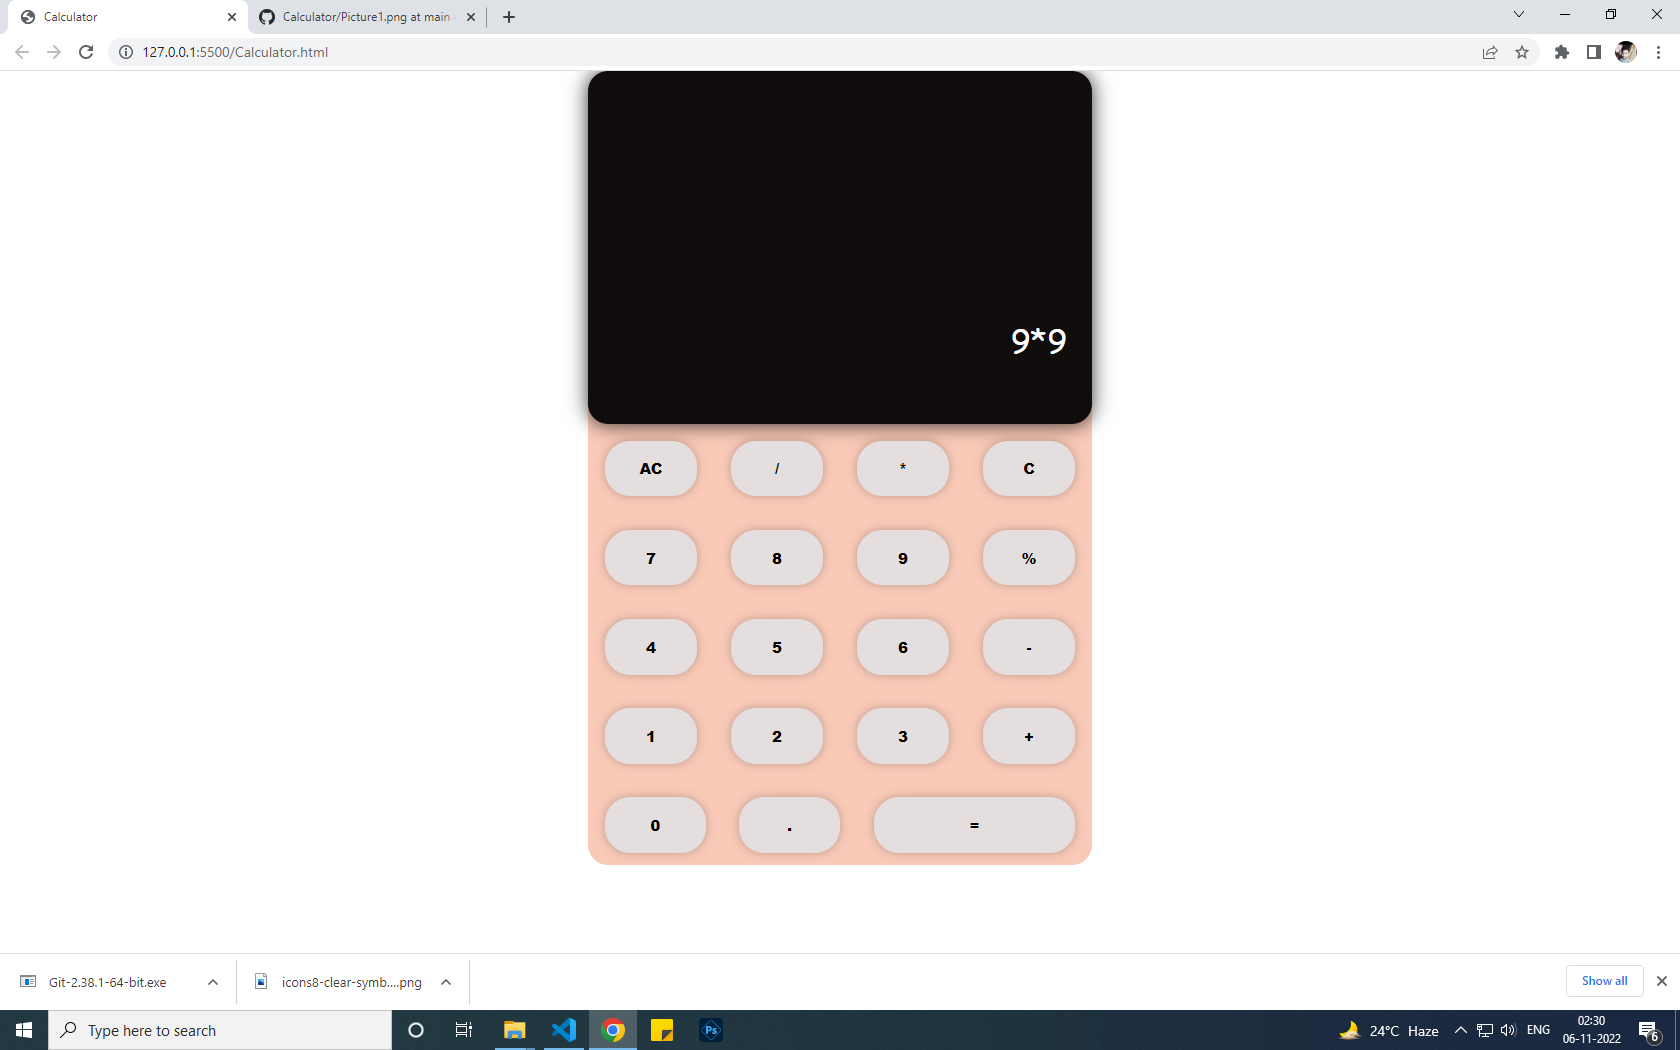 Calculator
Calculator/Picture1.png at main
127.0.0.1:5500/Calculator.html
9*9
AC / * C
7 8 9 %
4 5 6 -
1 2 3 +
0 . =
Git-2.38.1-64-bit.exe
icons8-clear-symb....png
Show all
Type here to search
Ps
24°C Haze
ENG
02:30
06-11-2022
6